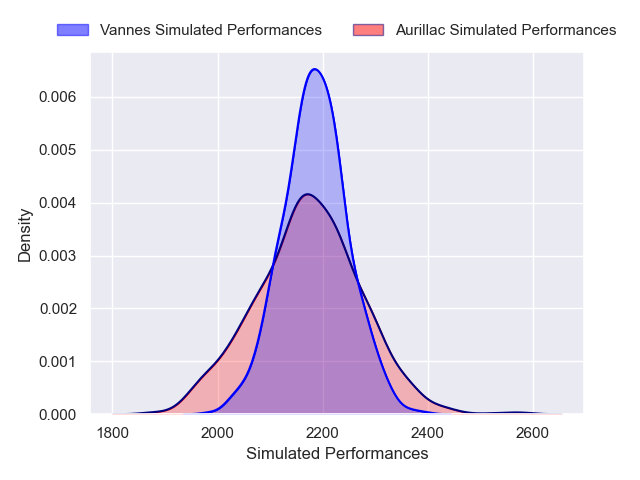 Vannes Simulated Performances Aurillac Simulated Performances
0.006
0.005
0.004
0.003
0.002
0.001
0.000
Density
1800 2000 2200 2400 2600
Simulated Performances